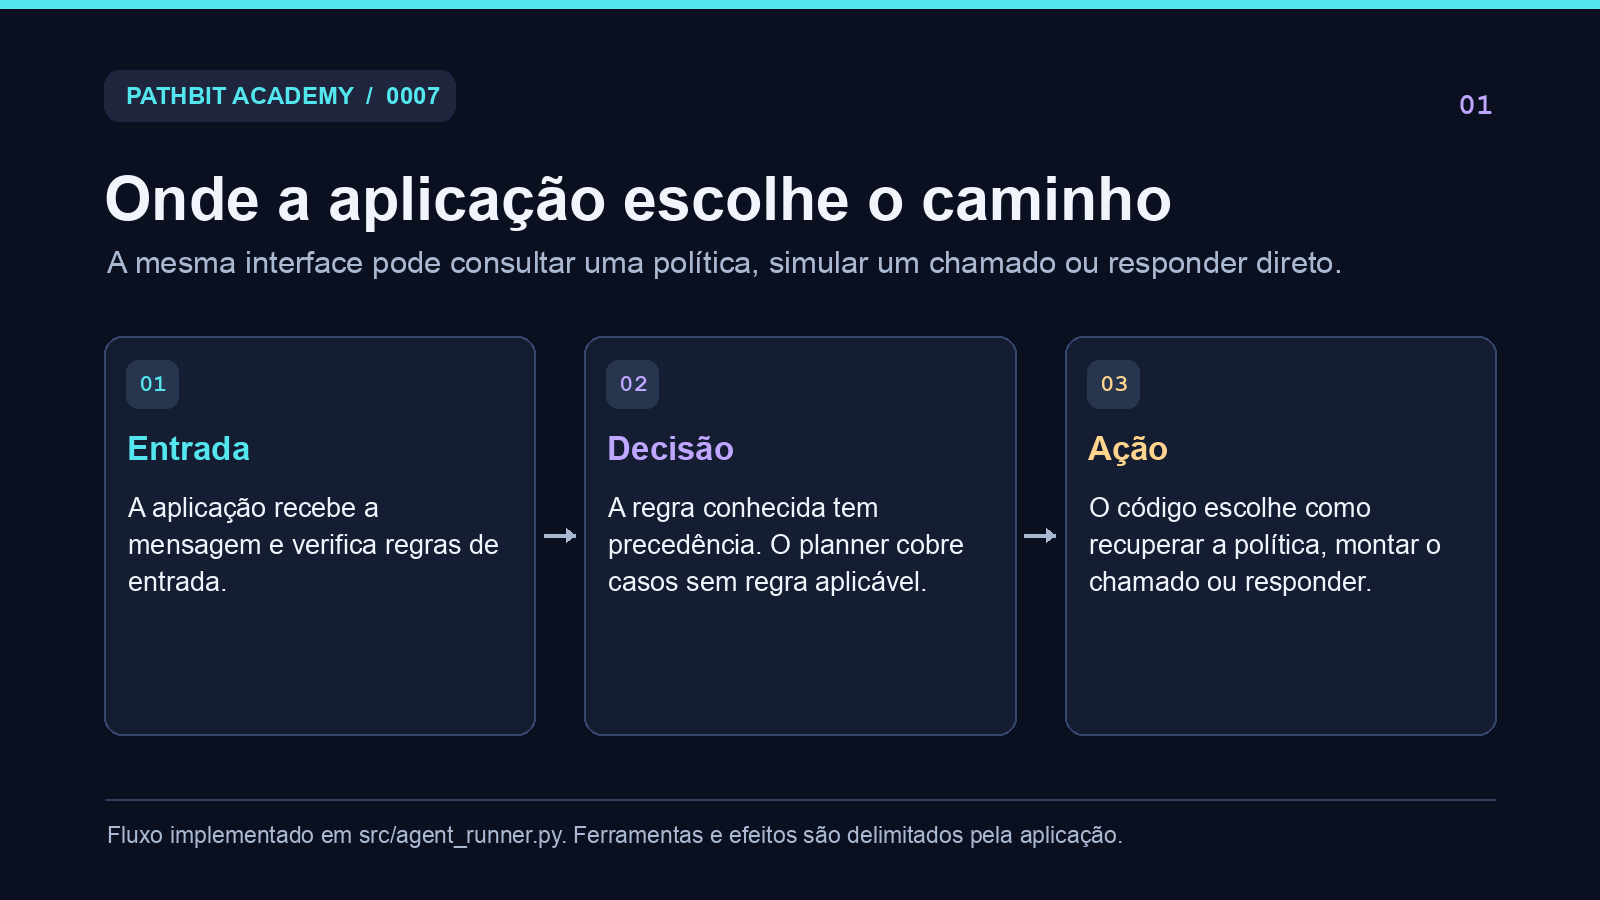 PATHBIT ACADEMY / 0007
01
Onde a aplicação escolhe o caminho
A mesma interface pode consultar uma política, simular um chamado ou responder direto.
01
Entrada
A aplicação recebe a
mensagem e verifica regras de
entrada.
02
Decisão
A regra conhecida tem
precedência. O planner cobre
casos sem regra aplicável.
03
Ação
O código escolhe como
recuperar a política, montar o
chamado ou responder.
Fluxo implementado em src/agent_runner.py. Ferramentas e efeitos são delimitados pela aplicação.